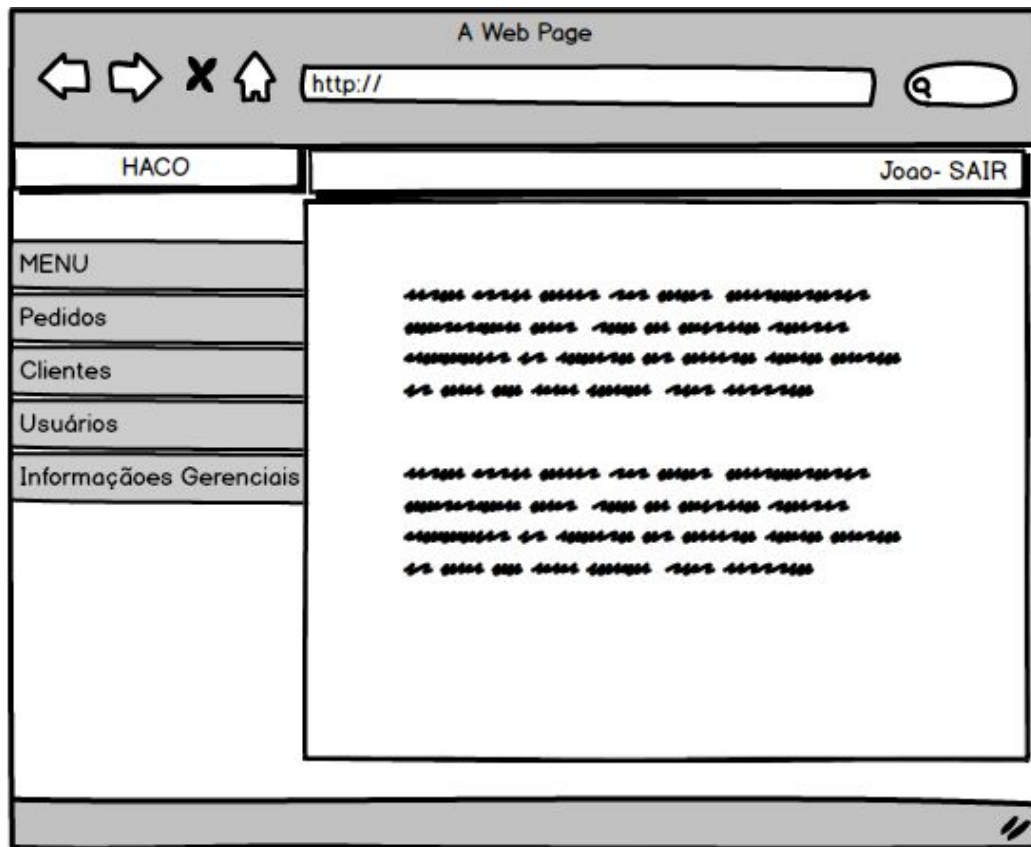 A Web Page
http://
HACO
Joao- SAIR
MENU
Pedidos
Clientes
Usuários
Informaçãoes Gerenciais